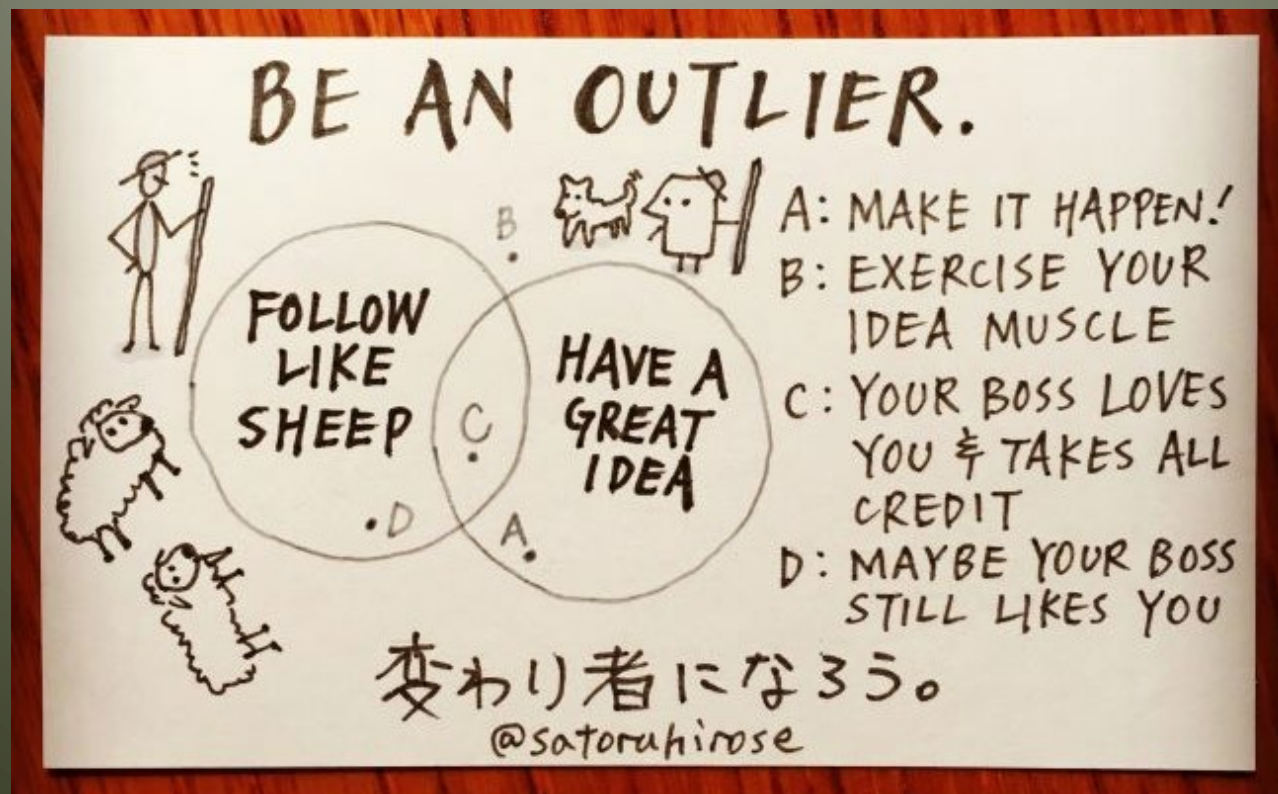 BE AN OUTLIER.
B
FOLLOW
LIKE
SHEEP
HAVE A
GREAT
IDEA
C
D
A
A: MAKE IT HAPPEN!
B: EXERCISE YOUR
IDEA MUSCLE
C: YOUR BOSS LOVES
YOU & TAKES ALL
CREDIT
D: MAYBE YOUR BOSS
STILL LIKES YOU
変わり者になろう。
@satoruhirose